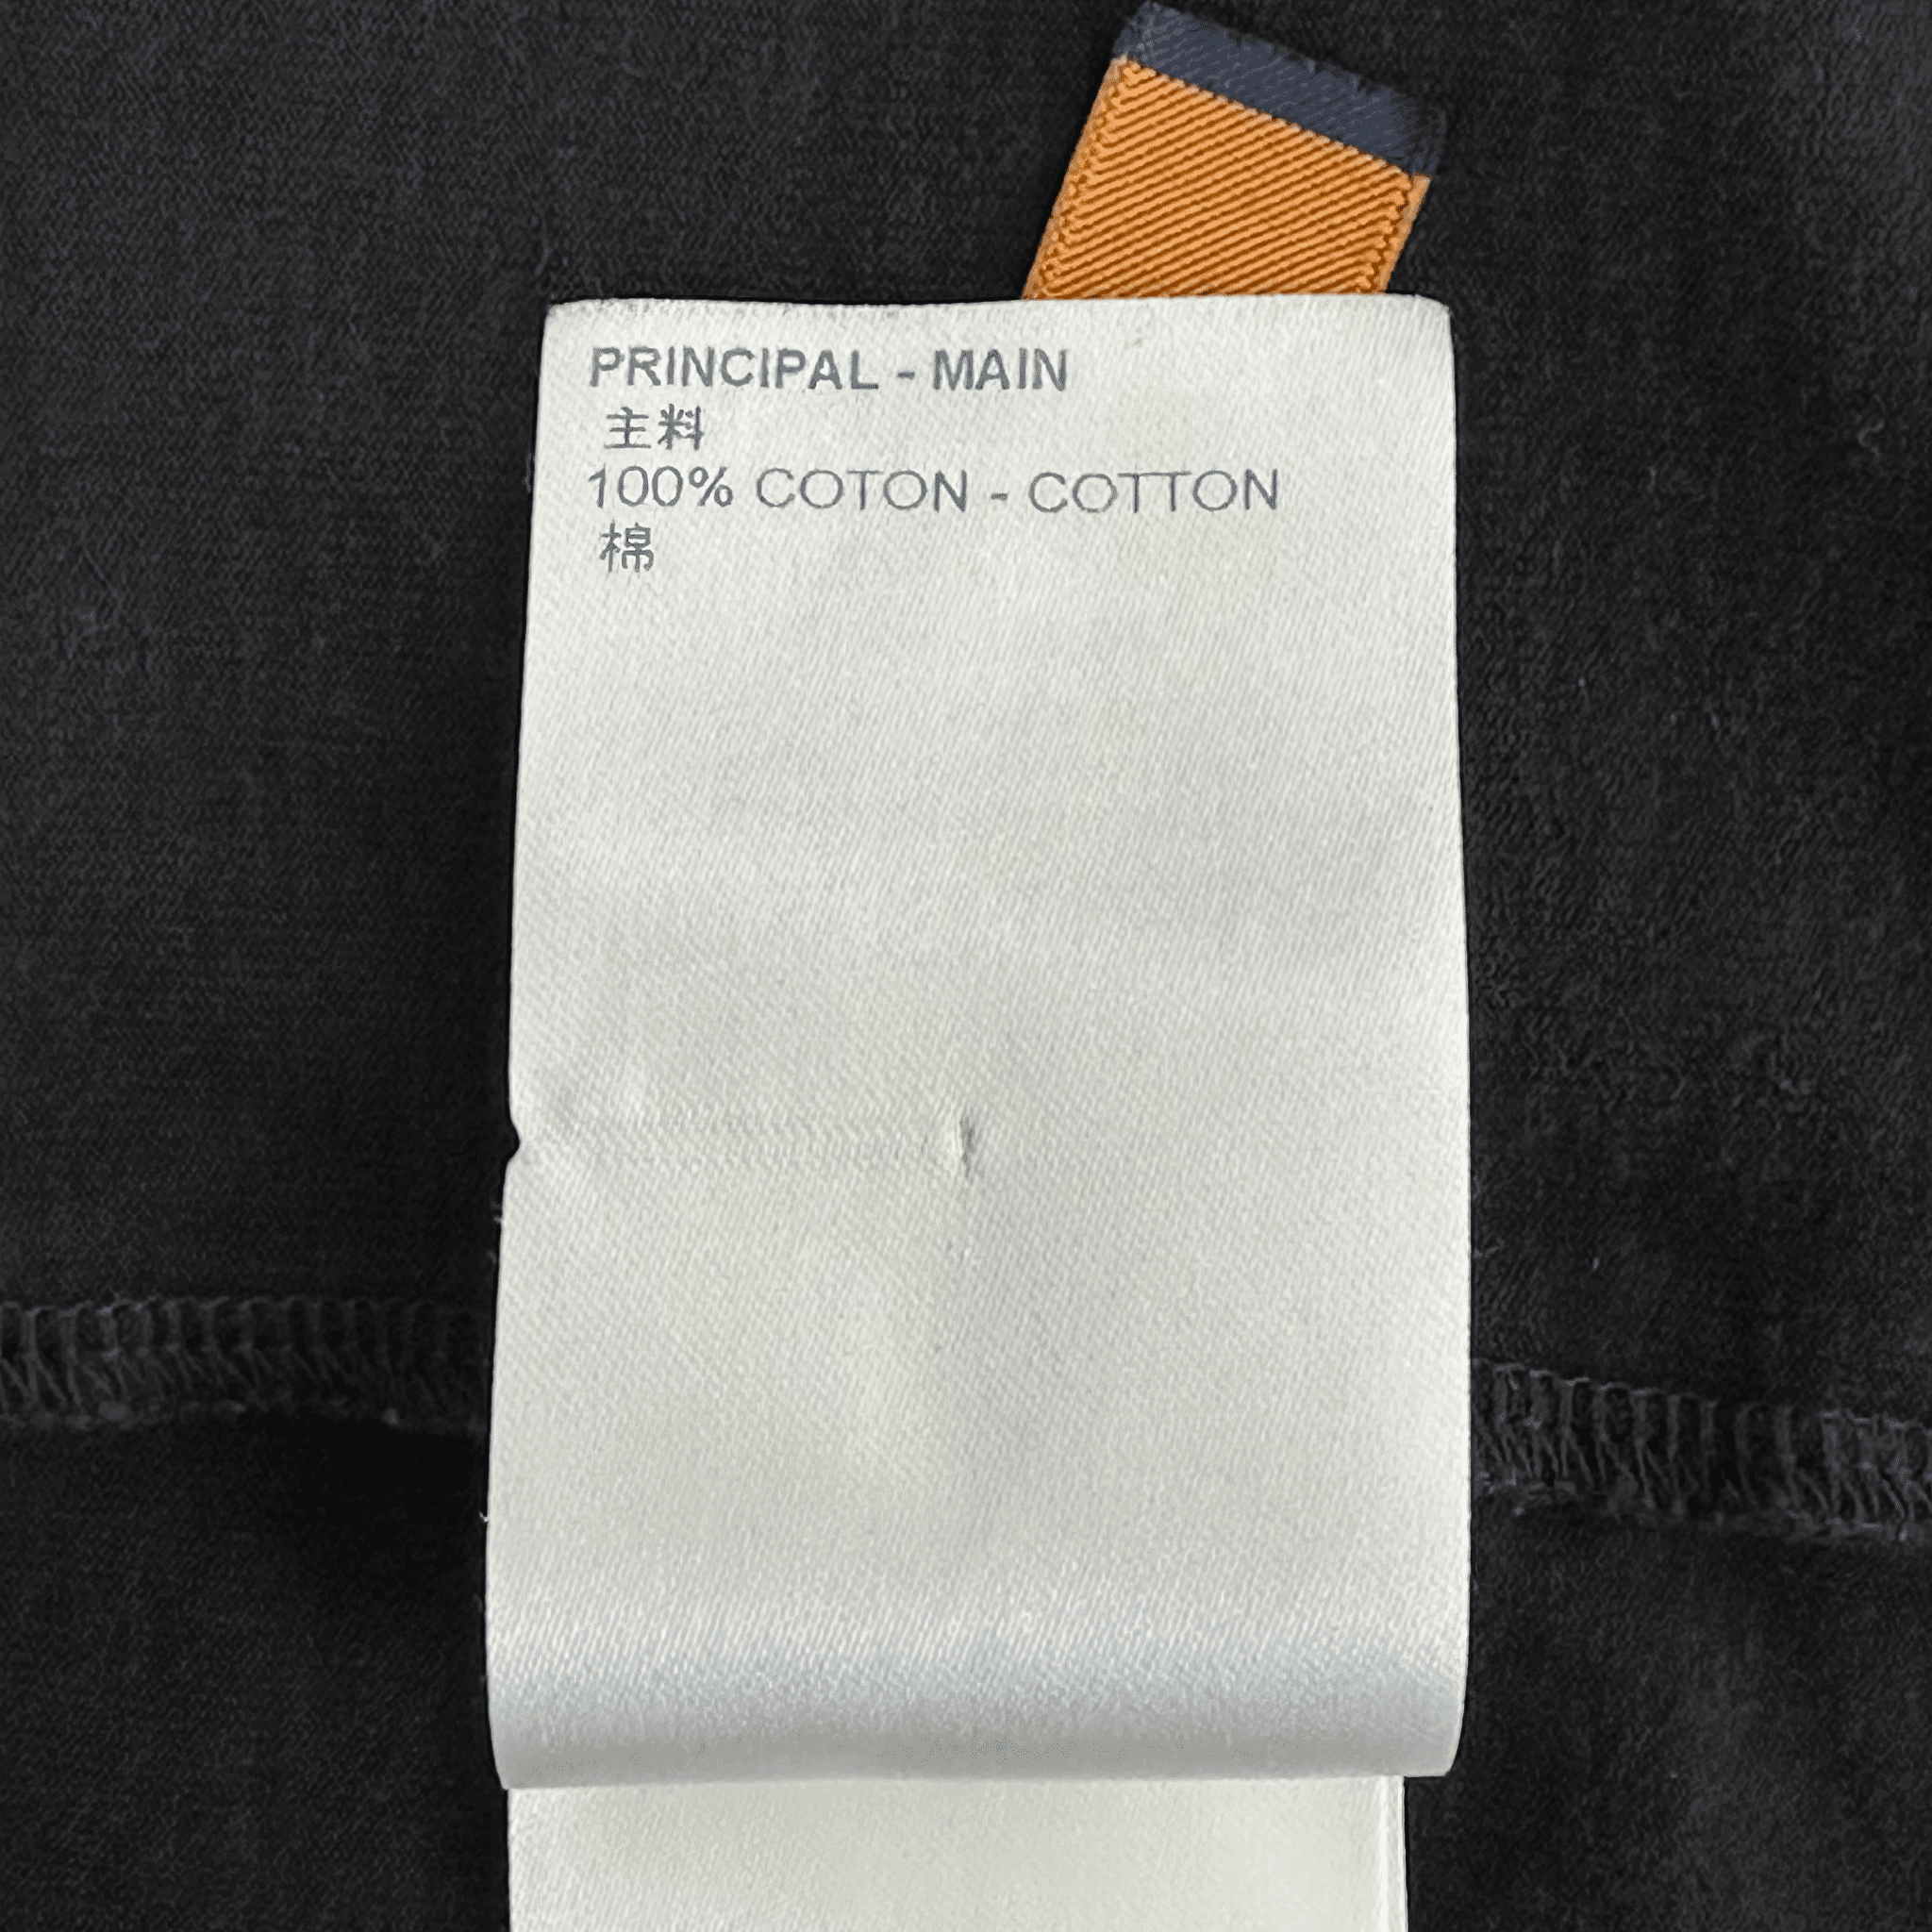 PRINCIPAL - MAIN
主料
100% COTON - COTTON
棉